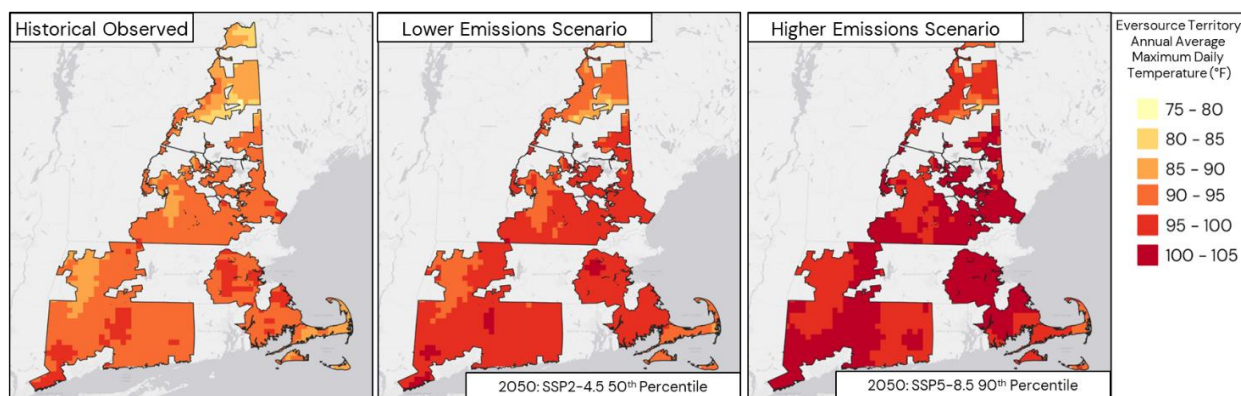 Historical Observed
Lower Emissions Scenario
2050: SSP2-4.5 50th Percentile
Higher Emissions Scenario
2050: SSP5-8.5 90th Percentile
Eversource Territory
Annual Average
Maximum Daily
Temperature (°F)
75 - 80
80 - 85
85 - 90
90 - 95
95 - 100
100 - 105